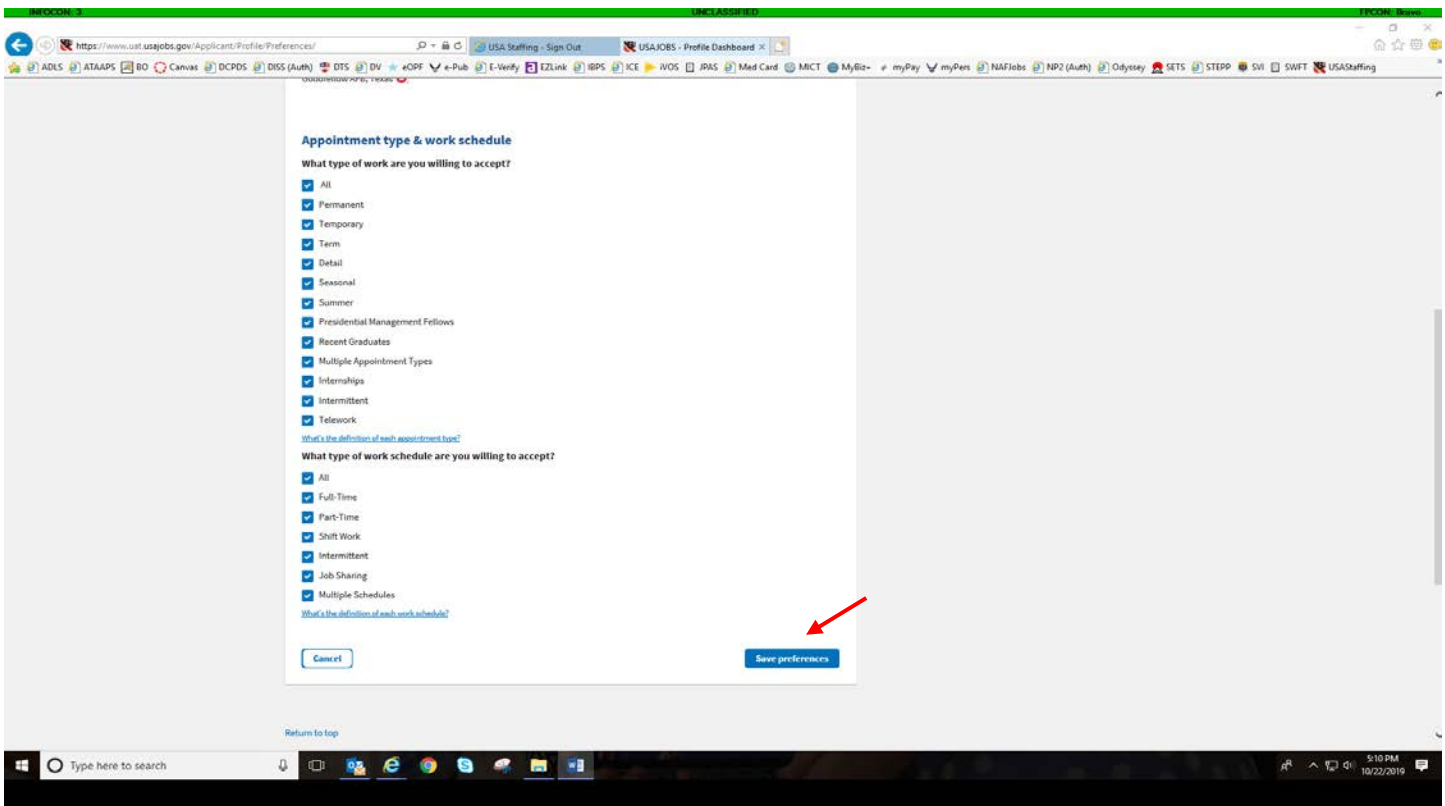 INFOCON: 3 UNCLASSIFIED FPCON: Bravo
https://www.uat.usajobs.gov/Applicant/Profile/Preferences/ USA Staffing - Sign Out USAJOBS - Profile Dashboard
ADLS ATAAPS BO Canvas DCPDS DISS (Auth) DTS DV eOPF e-Pub E-Verify EZLink IBPS ICE iVOS JPAS Med Card MICT MyBiz+ myPay myPers NAFJobs NP2 (Auth) Odyssey SETS STEPP SVI SWFT USAStaffing
Goodfellow AFB, Texas
Appointment type & work schedule
What type of work are you willing to accept?
All
Permanent
Temporary
Term
Detail
Seasonal
Summer
Presidential Management Fellows
Recent Graduates
Multiple Appointment Types
Internships
Intermittent
Telework
What's the definition of each appointment type?
What type of work schedule are you willing to accept?
All
Full-Time
Part-Time
Shift Work
Intermittent
Job Sharing
Multiple Schedules
What's the definition of each work schedule?
Cancel Save preferences
Return to top
Type here to search 5:10 PM
10/22/2019